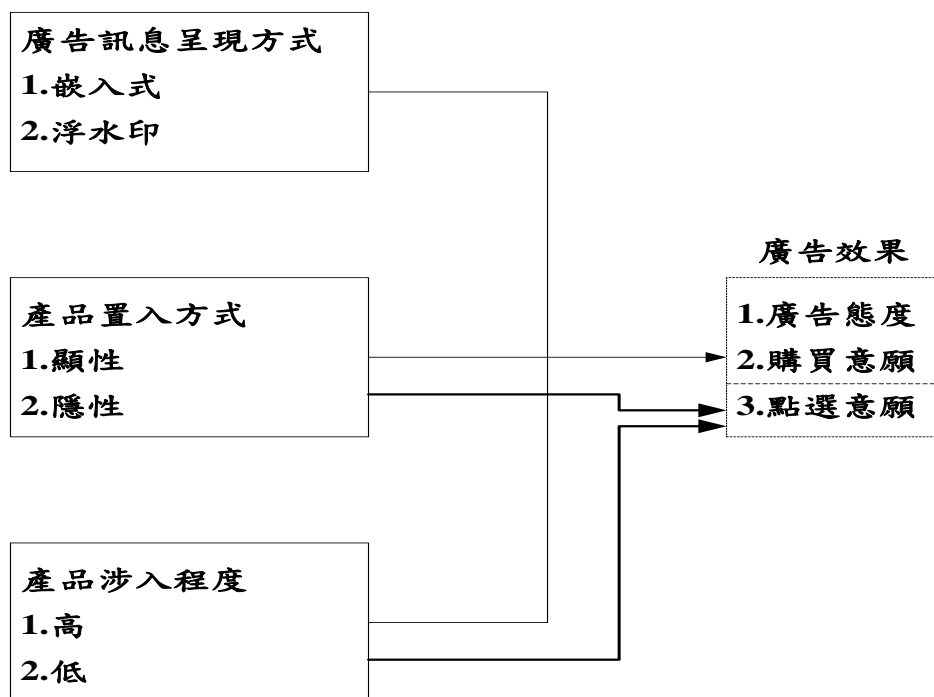 廣告訊息呈現方式
1.嵌入式
2.浮水印
廣告效果
產品置入方式
1.顯性
2.隱性
1.廣告態度
2.購買意願
3.點選意願
產品涉入程度
1.高
2.低